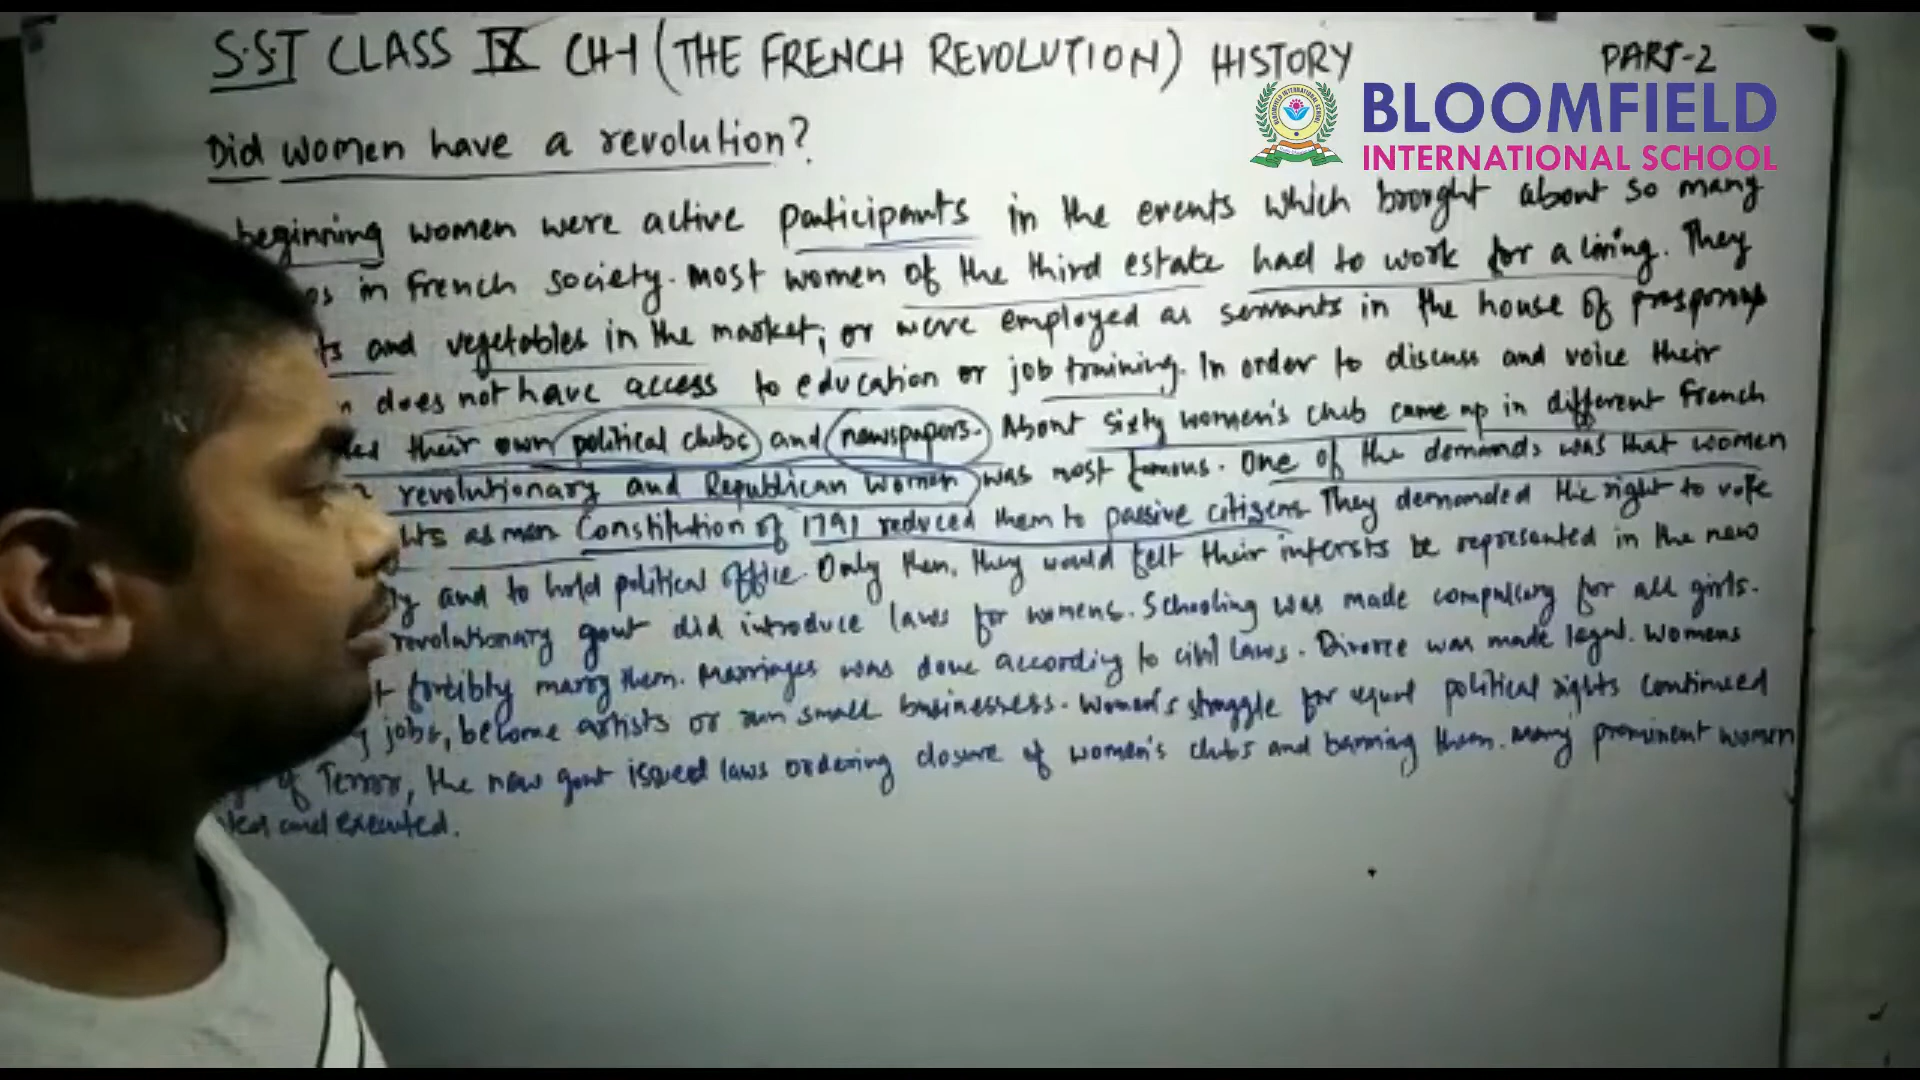 S.ST CLASS IX CH-1 (THE FRENCH REVOLUTION) HISTORY PART-2
BLOOMFIELD
INTERNATIONAL SCHOOL
Did women have a revolution?
beginning women were active participants in the events which brought about so many
in french society. Most women of the third estate had to work for a living. They
and vegetables in the market; or were employed as servants in the house of
does not have access to education or job training. In order to discuss and voice their
their own political clubs and newspapers. About sixty women's club came up in different french
revolutionary and Republican Women was most famous. One of the demands was that women
as men Constitution of 1791 reduced them to passive citizens. They demanded the right to vote
and to hold political office. Only then, they would felt their intersts be represented in the new
revolutionary govt did introduce laws for womens. Schooling was made compulsory for all girls.
forcibly marry them. Marriages was done according to civil laws. Divorce was made legal. Womens
jobs, become artists or run small businessess. Women's struggle for equal political rights continued
of Terror, the new govt issued laws ordering closure of women's clubs and banning them. Many prominent women
and executed.